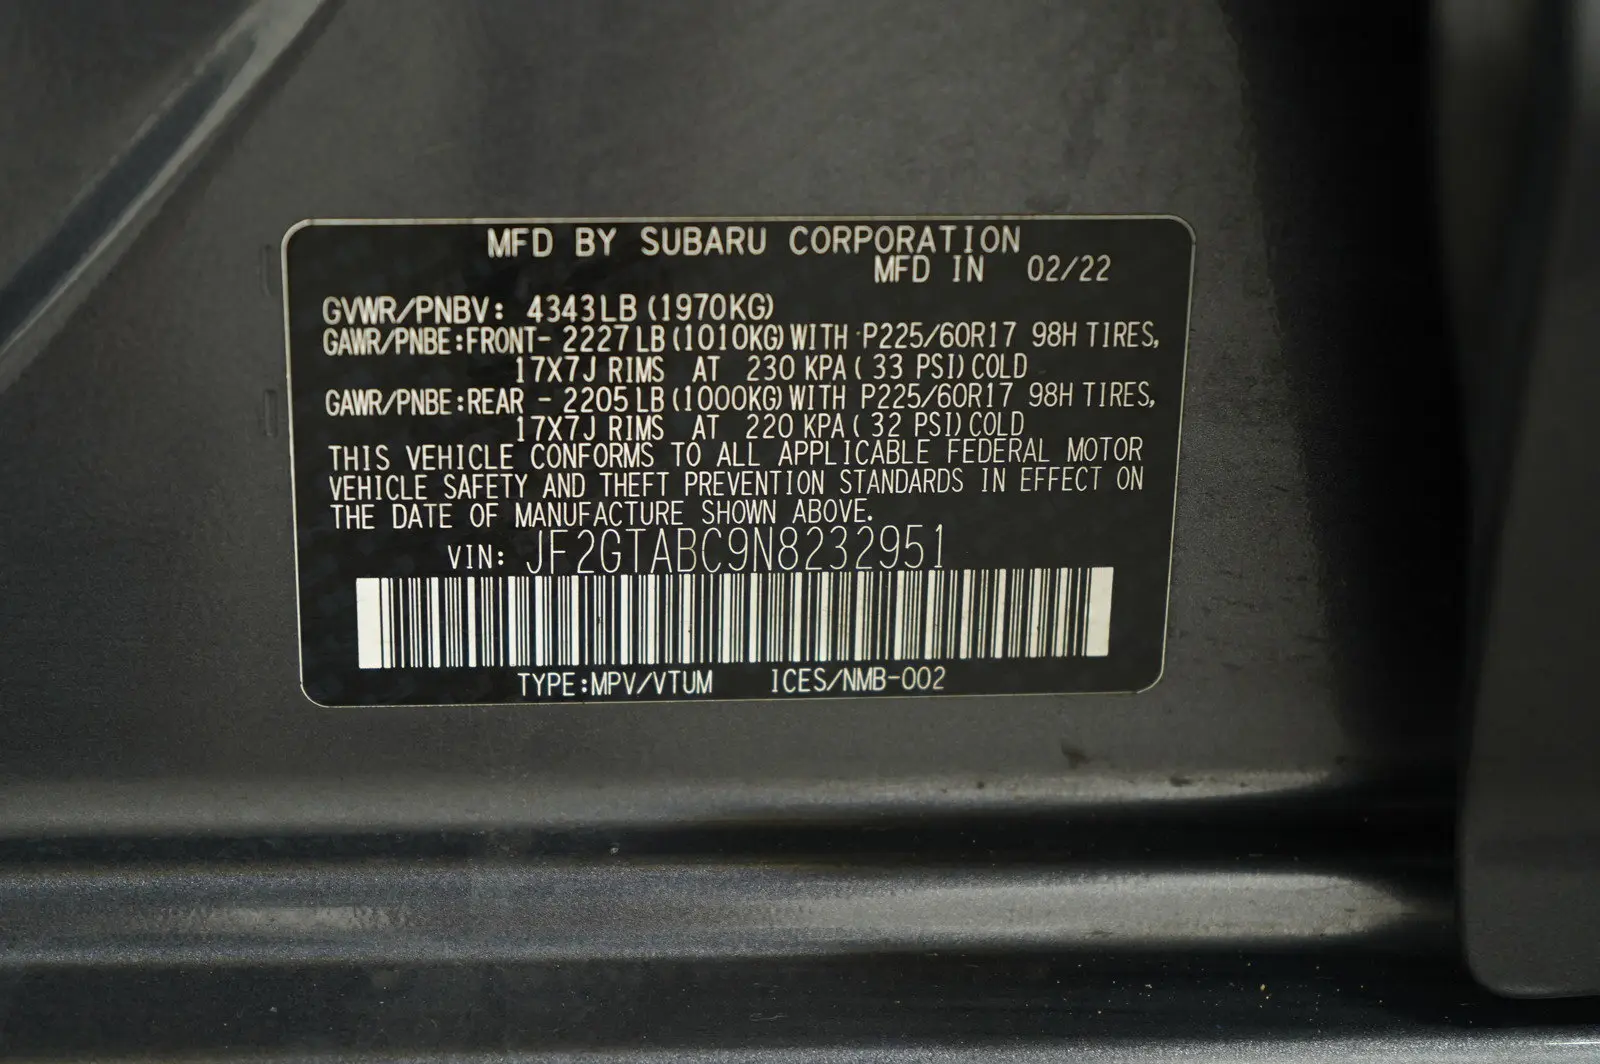 MFD BY SUBARU CORPORATION
MFD IN 02/22
GVWR/PNBV: 4343LB (1970KG)
GAWR/PNBE:FRONT- 2227LB(1010KG)WITH P225/60R17 98H TIRES,
17X7J RIMS AT 230 KPA( 33 PSI)COLD
GAWR/PNBE:REAR - 2205LB(1000KG)WITH P225/60R17 98H TIRES,
17X7J RIMS AT 220 KPA( 32 PSI)COLD
THIS VEHICLE CONFORMS TO ALL APPLICABLE FEDERAL MOTOR
VEHICLE SAFETY AND THEFT PREVENTION STANDARDS IN EFFECT ON
THE DATE OF MANUFACTURE SHOWN ABOVE.
VIN: JF2GTABC9N8232951
TYPE:MPV/VTUM ICES/NMB-002